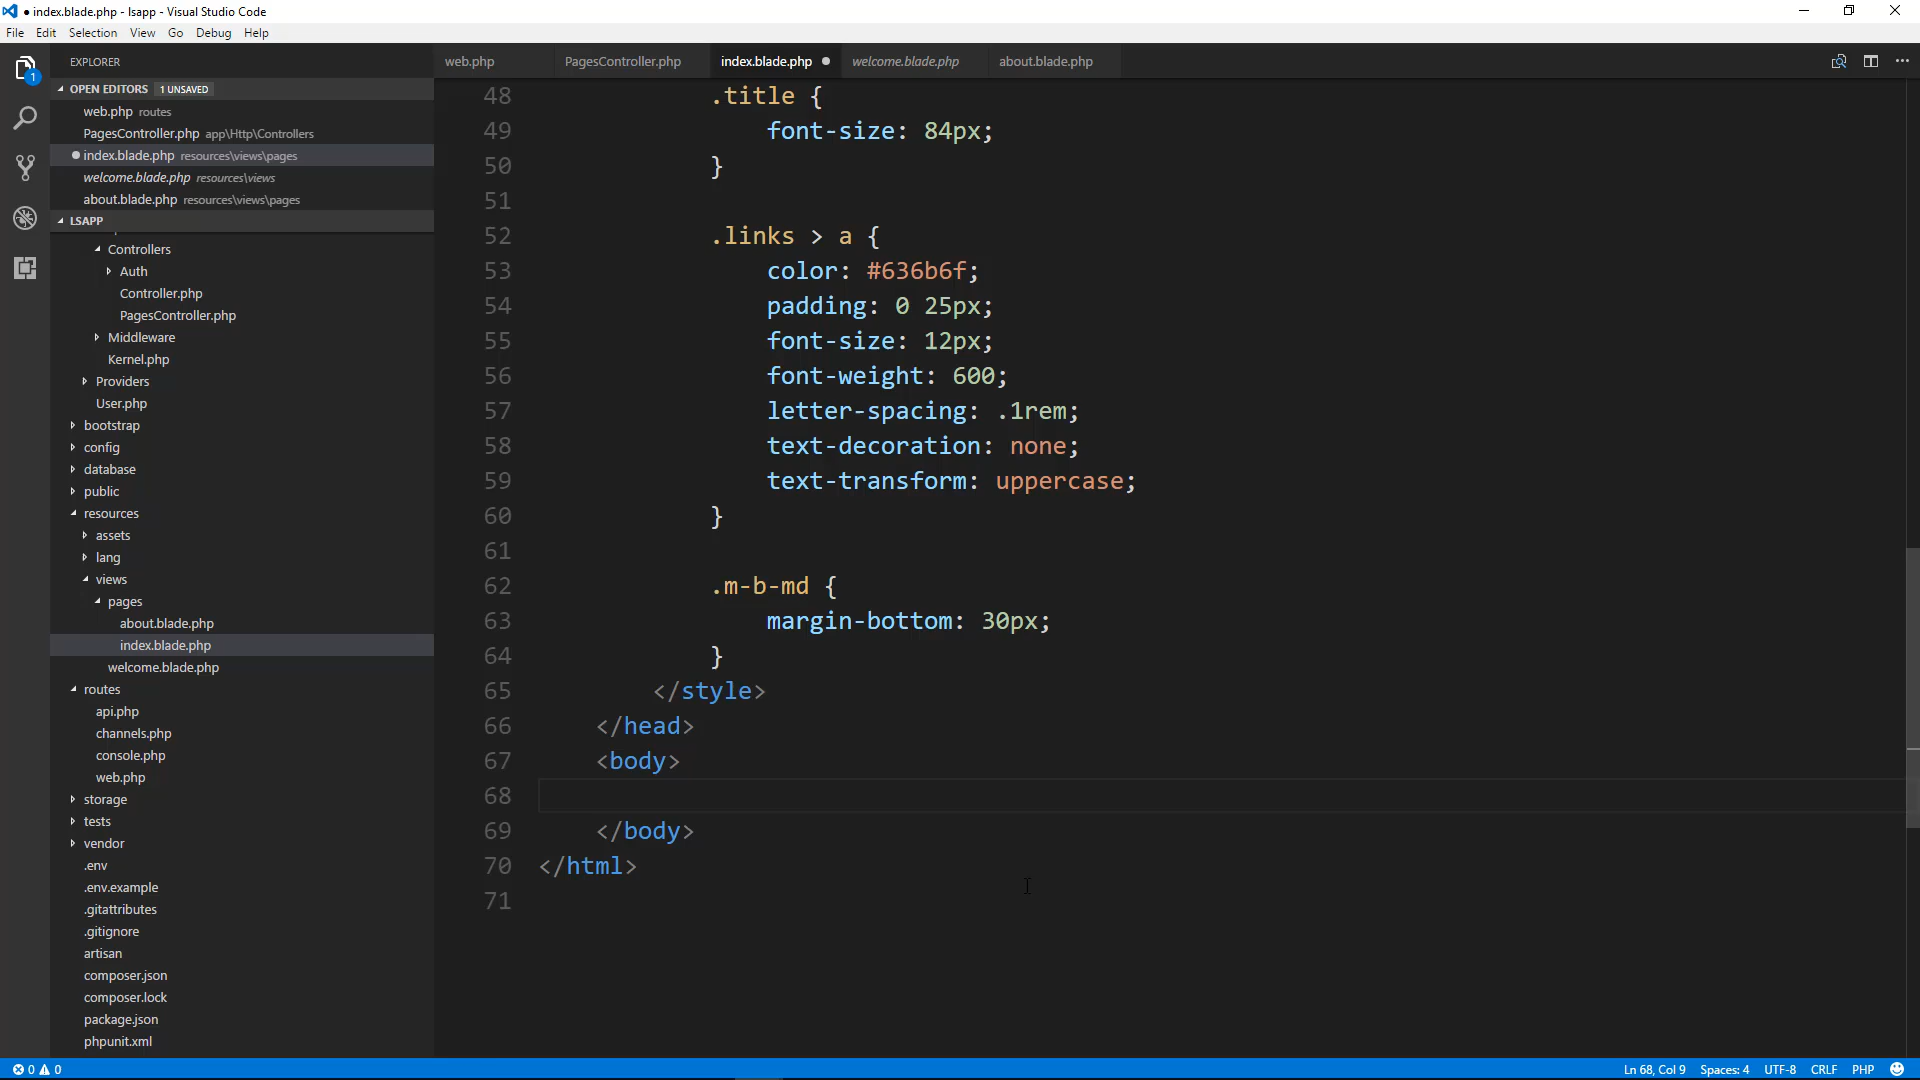 index.blade.php - lsapp - Visual Studio Code
File Edit Selection View Go Debug Help
EXPLORER
OPEN EDITORS 1 UNSAVED
web.php routes
PagesController.php app\Http\Controllers
index.blade.php resources\views\pages
welcome.blade.php resources\views
about.blade.php resources\views\pages
LSAPP
Controllers
Auth
Controller.php
PagesController.php
Middleware
Kernel.php
Providers
User.php
bootstrap
config
database
public
resources
assets
lang
views
pages
about.blade.php
index.blade.php
welcome.blade.php
routes
api.php
channels.php
console.php
web.php
storage
tests
vendor
.env
.env.example
.gitattributes
.gitignore
artisan
composer.json
composer.lock
package.json
phpunit.xml
1
web.php PagesController.php index.blade.php welcome.blade.php about.blade.php
48 .title {
49 font-size: 84px;
50 }
51
52 .links > a {
53 color: #636b6f;
54 padding: 0 25px;
55 font-size: 12px;
56 font-weight: 600;
57 letter-spacing: .1rem;
58 text-decoration: none;
59 text-transform: uppercase;
60 }
61
62 .m-b-md {
63 margin-bottom: 30px;
64 }
65 </style>
66 </head>
67 <body>
68
69 </body>
70 </html>
71
0 0 Ln 68, Col 9 Spaces: 4 UTF-8 CRLF PHP